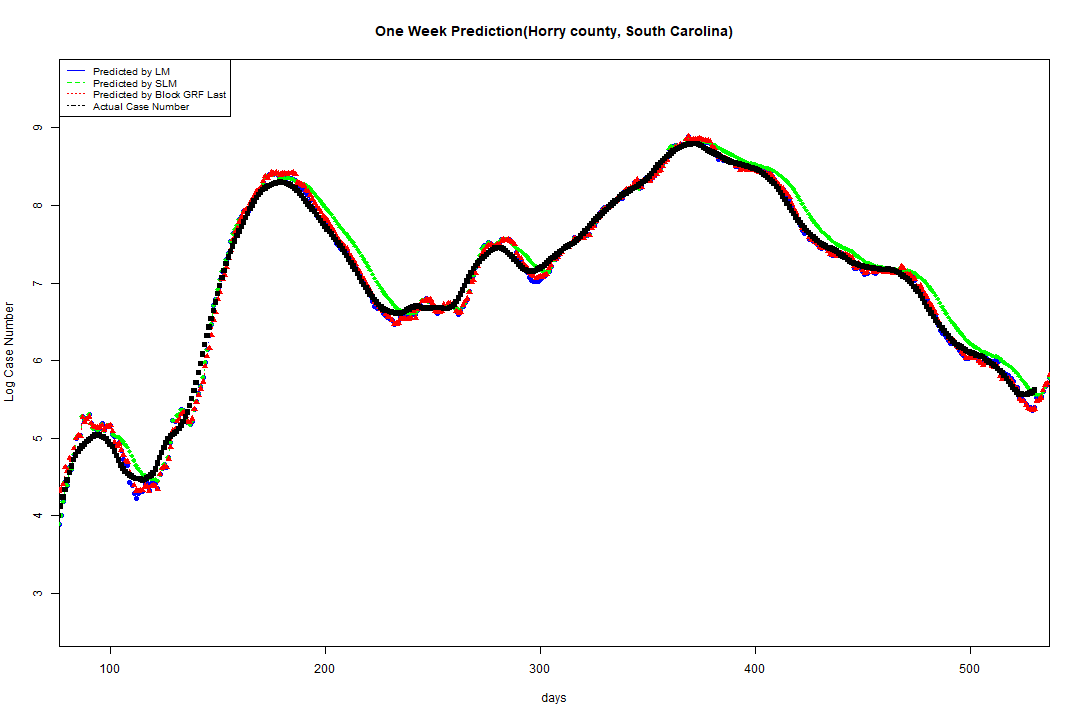 One Week Prediction(Horry county, South Carolina)
Predicted by LM
Predicted by SLM
Predicted by Block GRF Last
Actual Case Number
9
8
7
6
5
4
3
Log Case Number
100 200 300 400 500
days